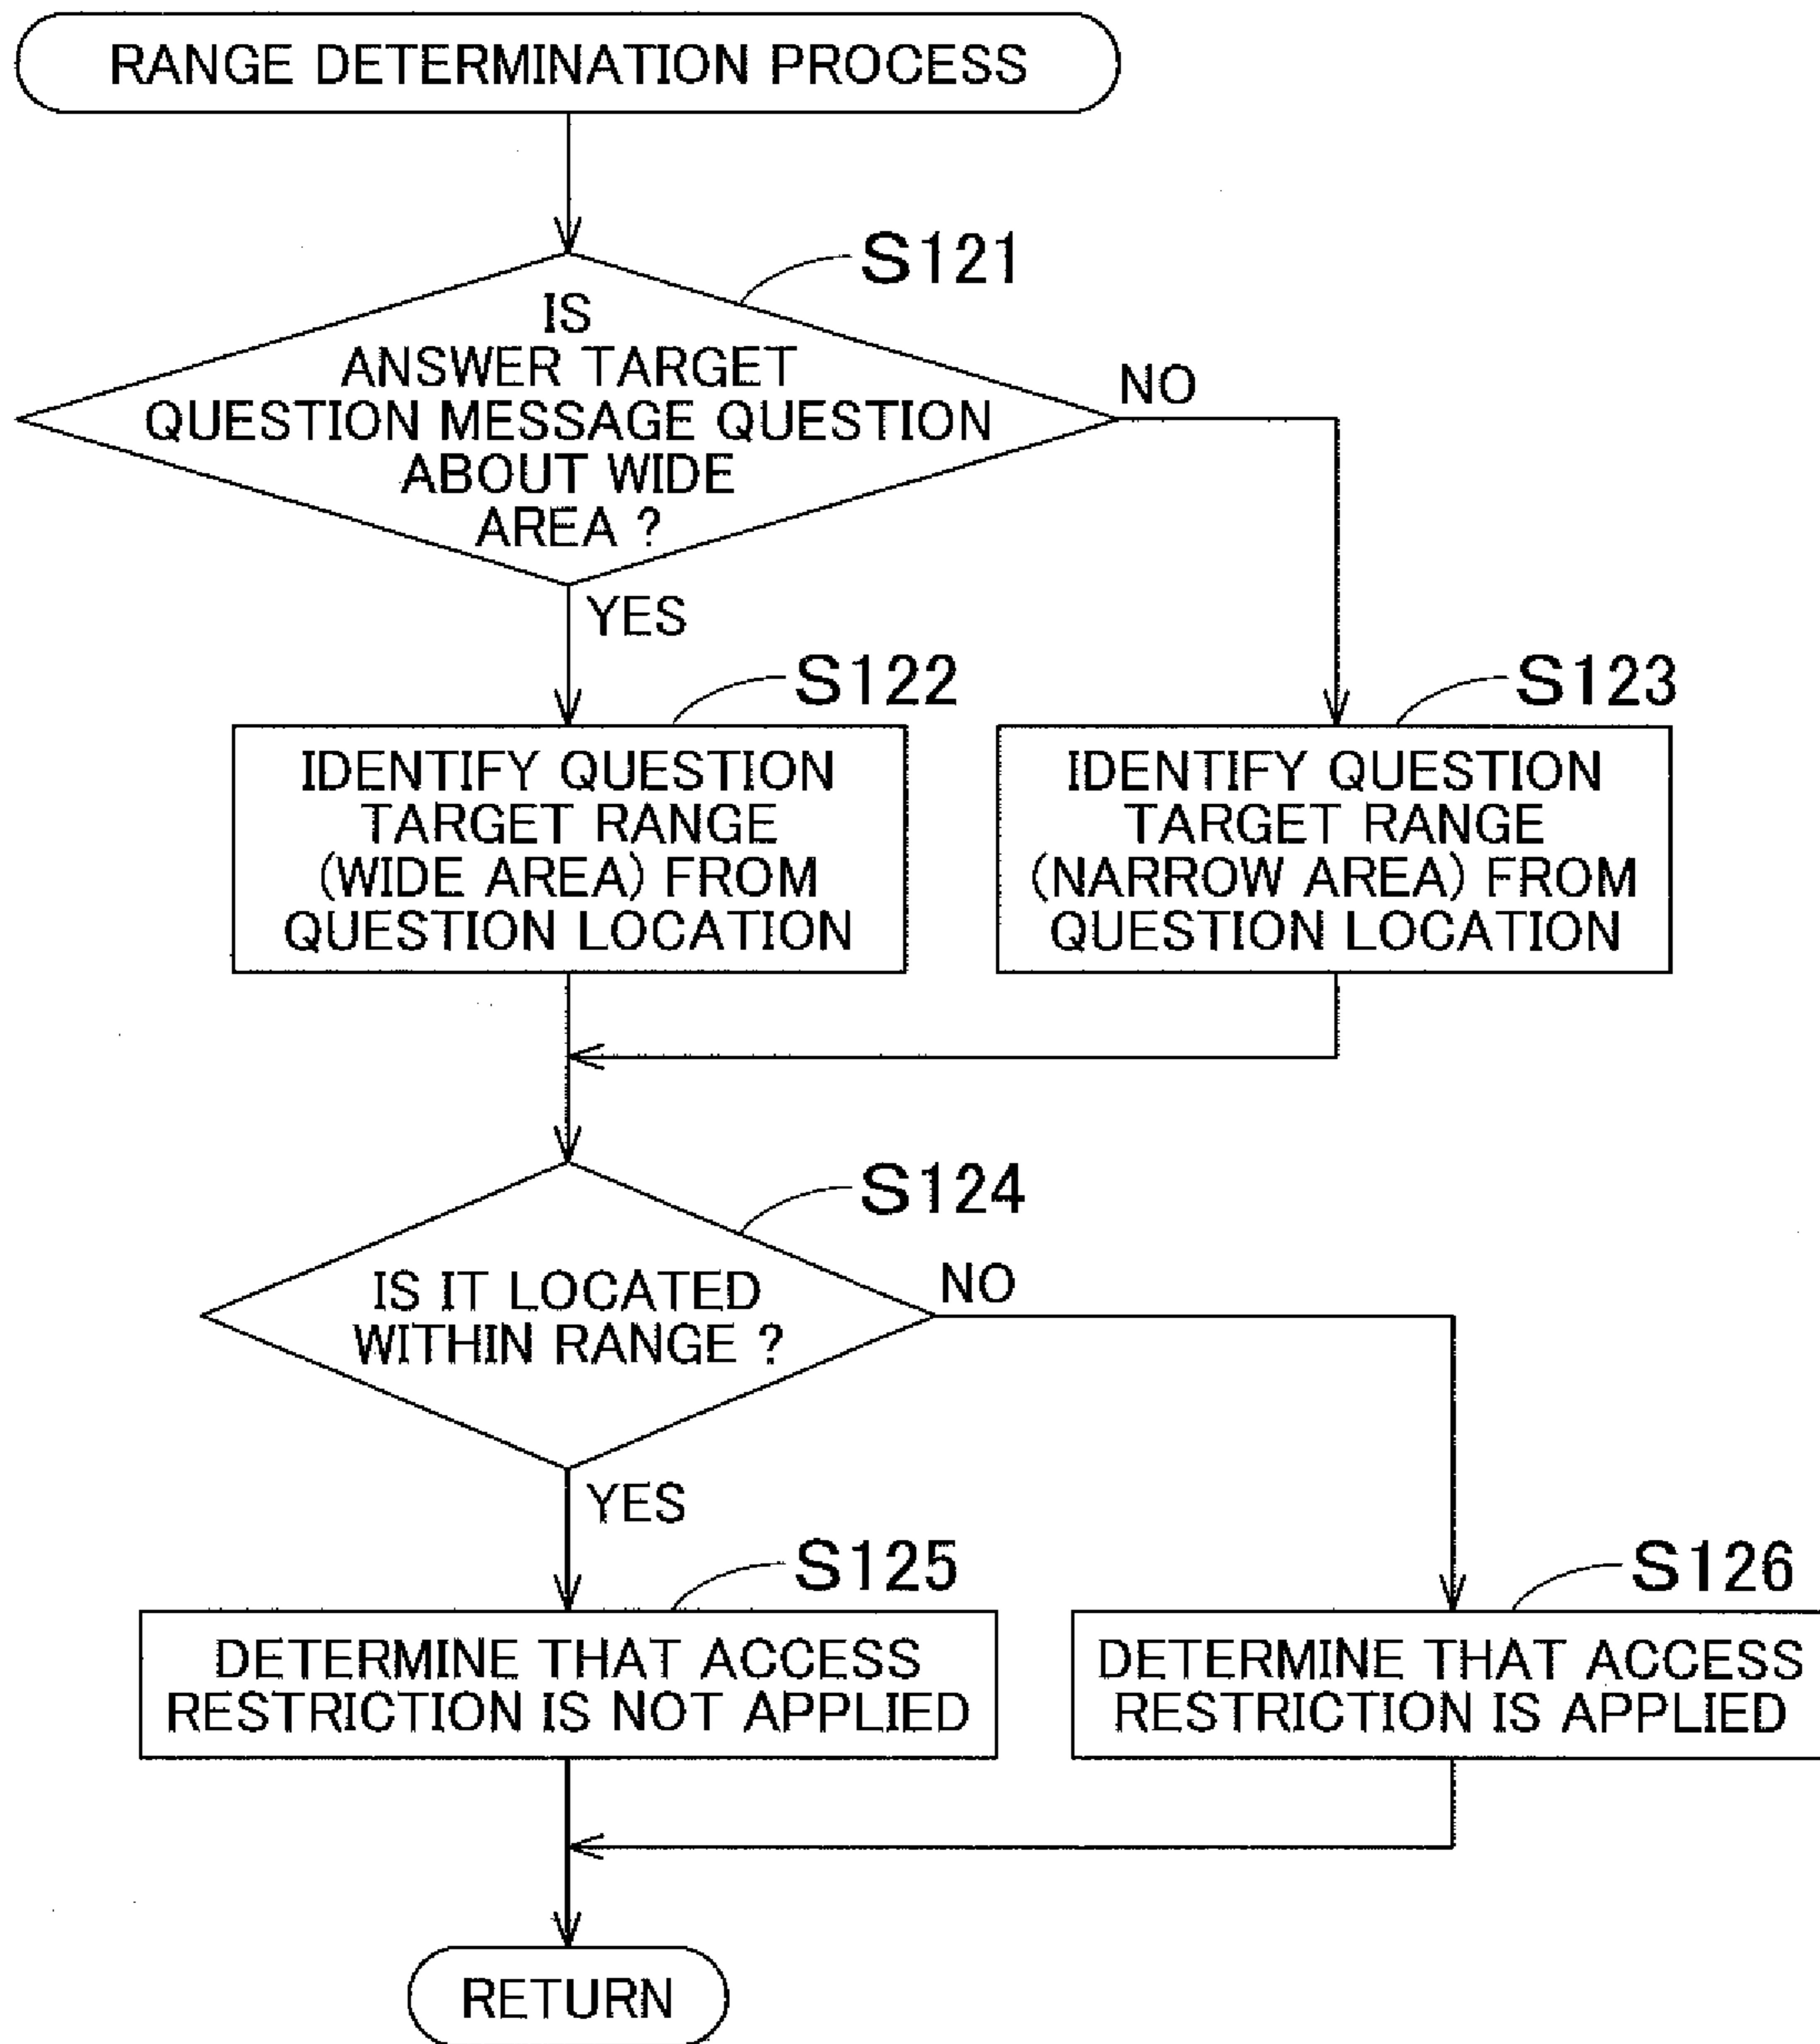 RANGE DETERMINATION PROCESS
S121
IS
ANSWER TARGET
QUESTION MESSAGE QUESTION
ABOUT WIDE
AREA ?
NO
YES
S122
IDENTIFY QUESTION
TARGET RANGE
(WIDE AREA) FROM
QUESTION LOCATION
S123
IDENTIFY QUESTION
TARGET RANGE
(NARROW AREA) FROM
QUESTION LOCATION
S124
IS IT LOCATED
WITHIN RANGE ?
NO
YES
S125
DETERMINE THAT ACCESS
RESTRICTION IS NOT APPLIED
S126
DETERMINE THAT ACCESS
RESTRICTION IS APPLIED
RETURN